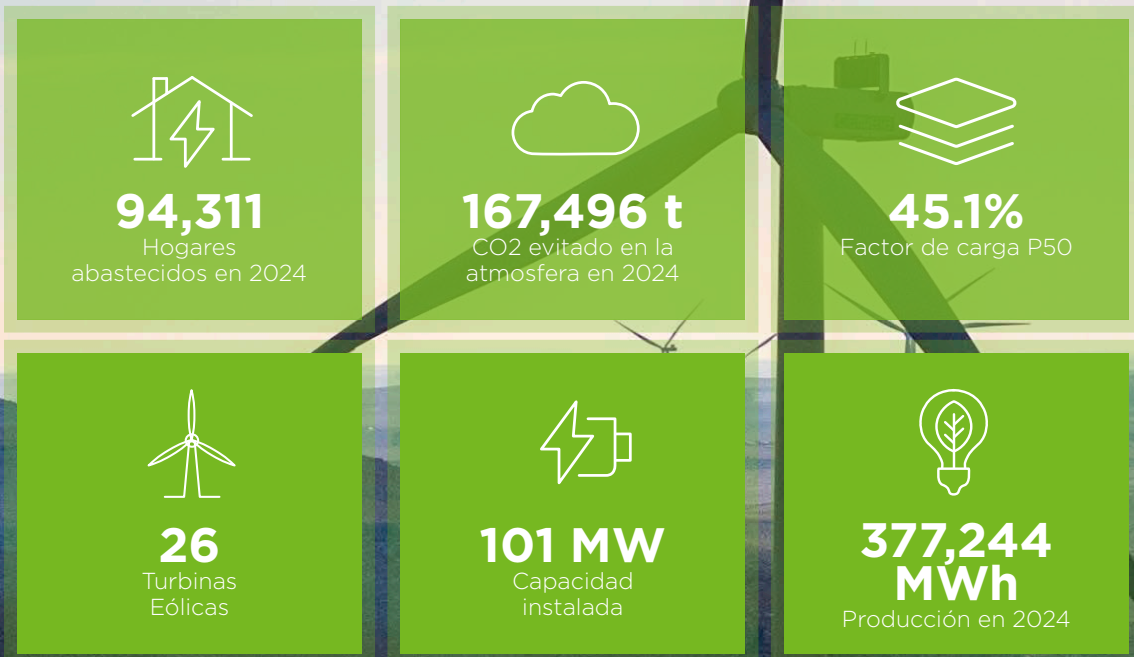 94,311
Hogares
abastecidos en 2024
167,496 t
CO2 evitado en la
atmosfera en 2024
45.1%
Factor de carga P50
26
Turbinas
Eólicas
101 MW
Capacidad
instalada
377,244
MWh
Producción en 2024